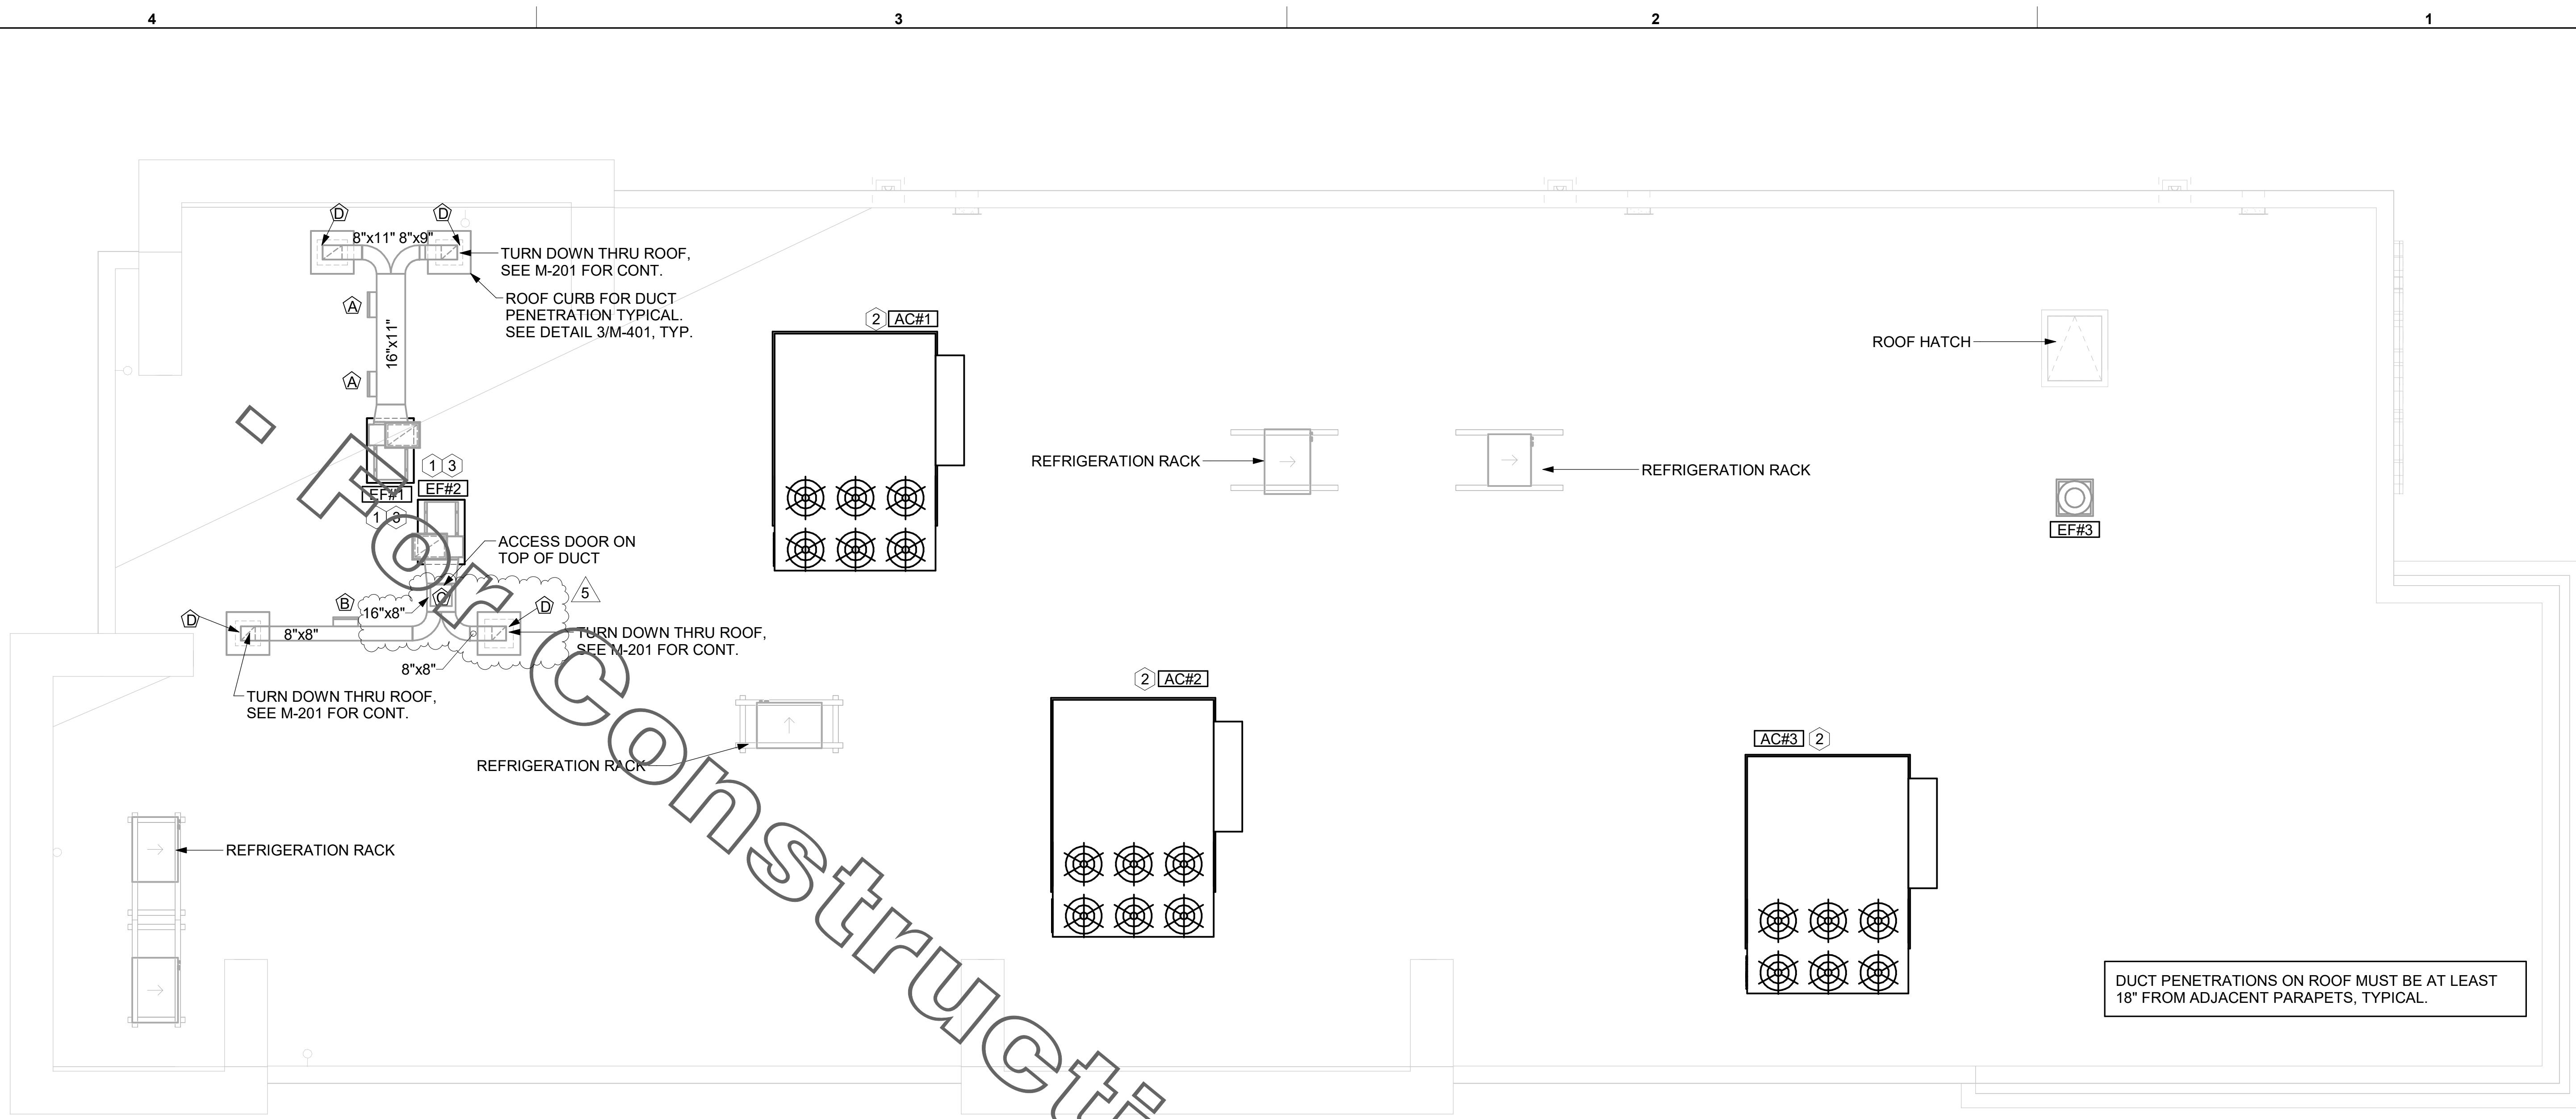 4
3
2
1
D
D
8"x11" 8"x9"
TURN DOWN THRU ROOF,
SEE M-201 FOR CONT.
ROOF CURB FOR DUCT
PENETRATION TYPICAL.
SEE DETAIL 3/M-401, TYP.
A
16"x11"
A
2 AC#1
ROOF HATCH
1 3
EF#1
EF#2
1 3
REFRIGERATION RACK
REFRIGERATION RACK
EF#3
ACCESS DOOR ON
TOP OF DUCT
5
B
C
D
16"x8"
D
8"x8"
TURN DOWN THRU ROOF,
SEE M-201 FOR CONT.
8"x8"
TURN DOWN THRU ROOF,
SEE M-201 FOR CONT.
2 AC#2
AC#3 2
REFRIGERATION RACK
REFRIGERATION RACK
DUCT PENETRATIONS ON ROOF MUST BE AT LEAST
18" FROM ADJACENT PARAPETS, TYPICAL.
- For Constructi